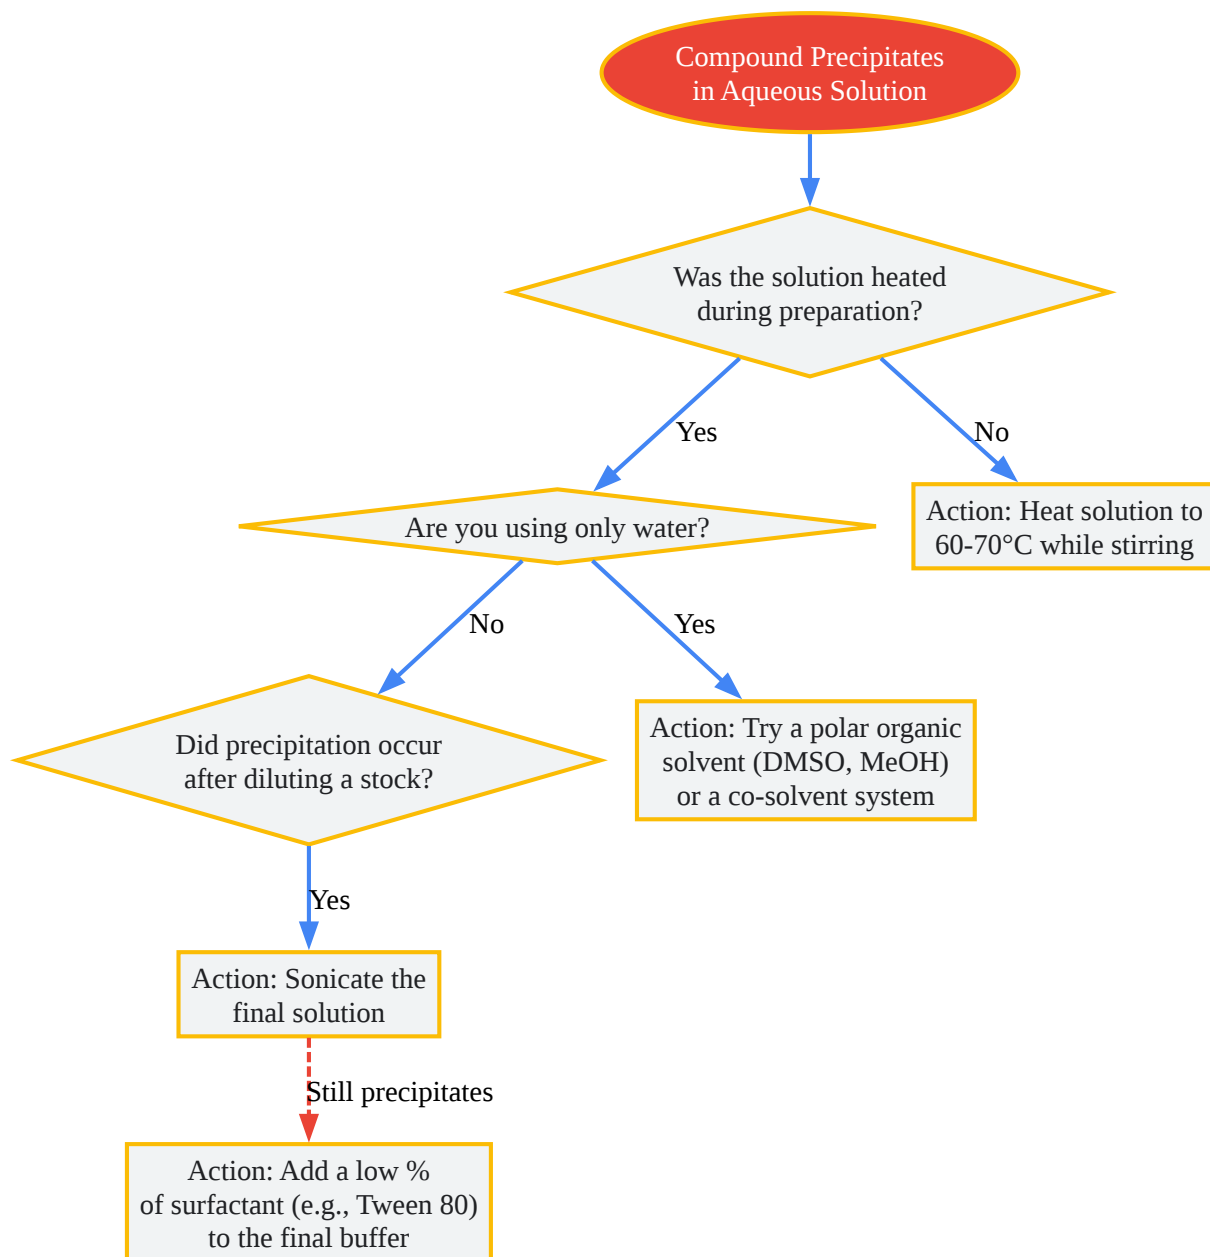 Compound Precipitates
in Aqueous Solution
Was the solution heated
during preparation?
Yes
No
Are you using only water?
Action: Heat solution to
60-70°C while stirring
No
Yes
Did precipitation occur
after diluting a stock?
Action: Try a polar organic
solvent (DMSO, MeOH)
or a co-solvent system
Yes
Action: Sonicate the
final solution
Still precipitates
Action: Add a low %
of surfactant (e.g., Tween 80)
to the final buffer